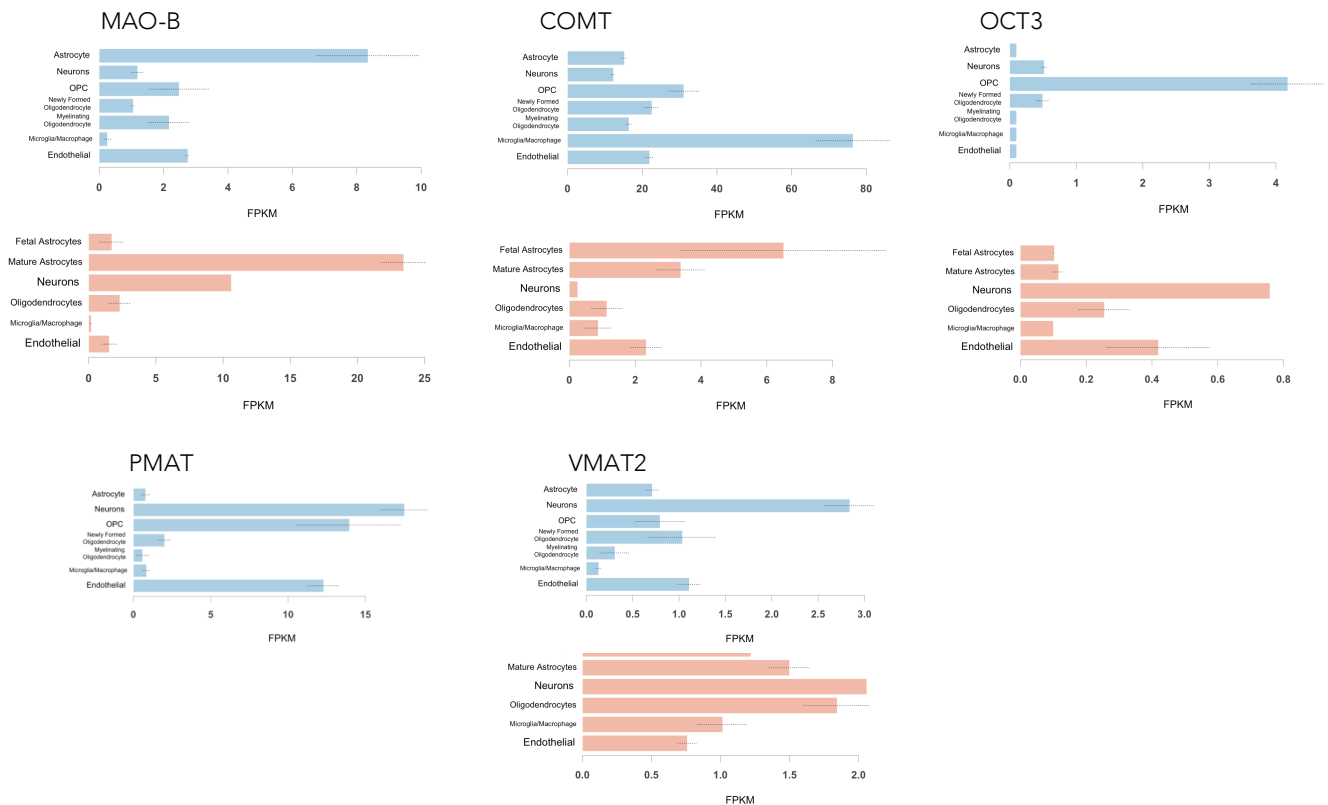 MAO-B
Astrocyte
Neurons
OPC
Newly Formed
Oligodendrocyte
Myelinating
Oligodendrocyte
Microglia/Macrophage
Endothelial
0 2 4 6 8 10
FPKM
Fetal Astrocytes
Mature Astrocytes
Neurons
Oligodendrocytes
Microglia/Macrophage
Endothelial
0 5 10 15 20 25
FPKM
COMT
Astrocyte
Neurons
OPC
Newly Formed
Oligodendrocyte
Myelinating
Oligodendrocyte
Microglia/Macrophage
Endothelial
0 20 40 60 80
FPKM
Fetal Astrocytes
Mature Astrocytes
Neurons
Oligodendrocytes
Microglia/Macrophage
Endothelial
0 2 4 6 8
FPKM
OCT3
Astrocyte
Neurons
OPC
Newly Formed
Oligodendrocyte
Myelinating
Oligodendrocyte
Microglia/Macrophage
Endothelial
0 1 2 3 4
FPKM
Fetal Astrocytes
Mature Astrocytes
Neurons
Oligodendrocytes
Microglia/Macrophage
Endothelial
0.0 0.2 0.4 0.6 0.8
FPKM
PMAT
Astrocyte
Neurons
OPC
Newly Formed
Oligodendrocyte
Myelinating
Oligodendrocyte
Microglia/Macrophage
Endothelial
0 5 10 15
FPKM
VMAT2
Astrocyte
Neurons
OPC
Newly Formed
Oligodendrocyte
Myelinating
Oligodendrocyte
Microglia/Macrophage
Endothelial
0.0 0.5 1.0 1.5 2.0 2.5 3.0
FPKM
Mature Astrocytes
Neurons
Oligodendrocytes
Microglia/Macrophage
Endothelial
0.0 0.5 1.0 1.5 2.0
FPKM